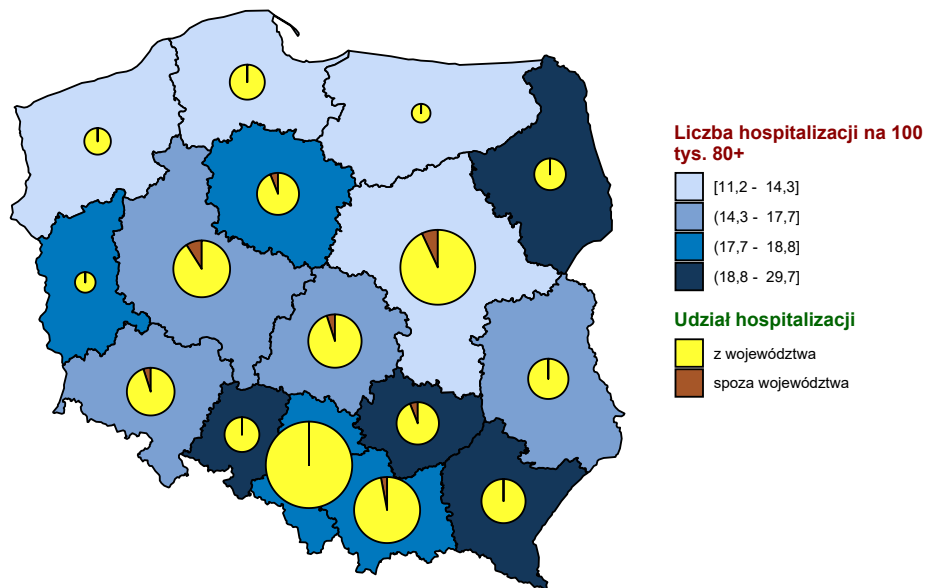 Liczba hospitalizacji na 100
tys. 80+
[11,2 - 14,3]
(14,3 - 17,7]
(17,7 - 18,8]
(18,8 - 29,7]
Udział hospitalizacji
z województwa
spoza województwa